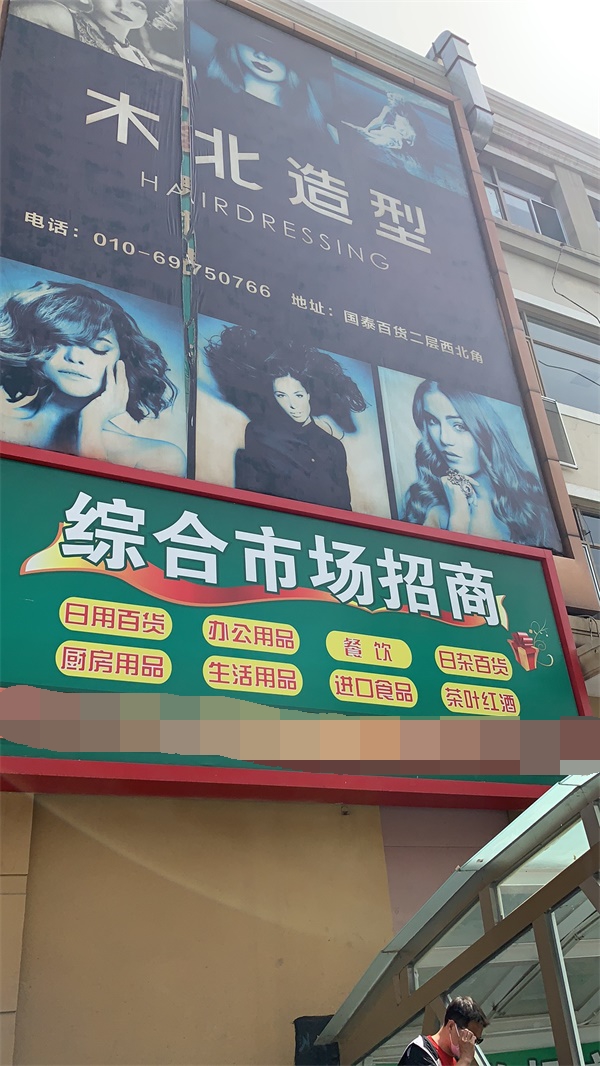 木北造型
HAIRDRESSING
电话：010-69750766 地址：国泰百货二层西北角
综合市场招商
日用百货 办公用品 餐饮 日杂百货
厨房用品 生活用品 进口食品 茶叶红酒